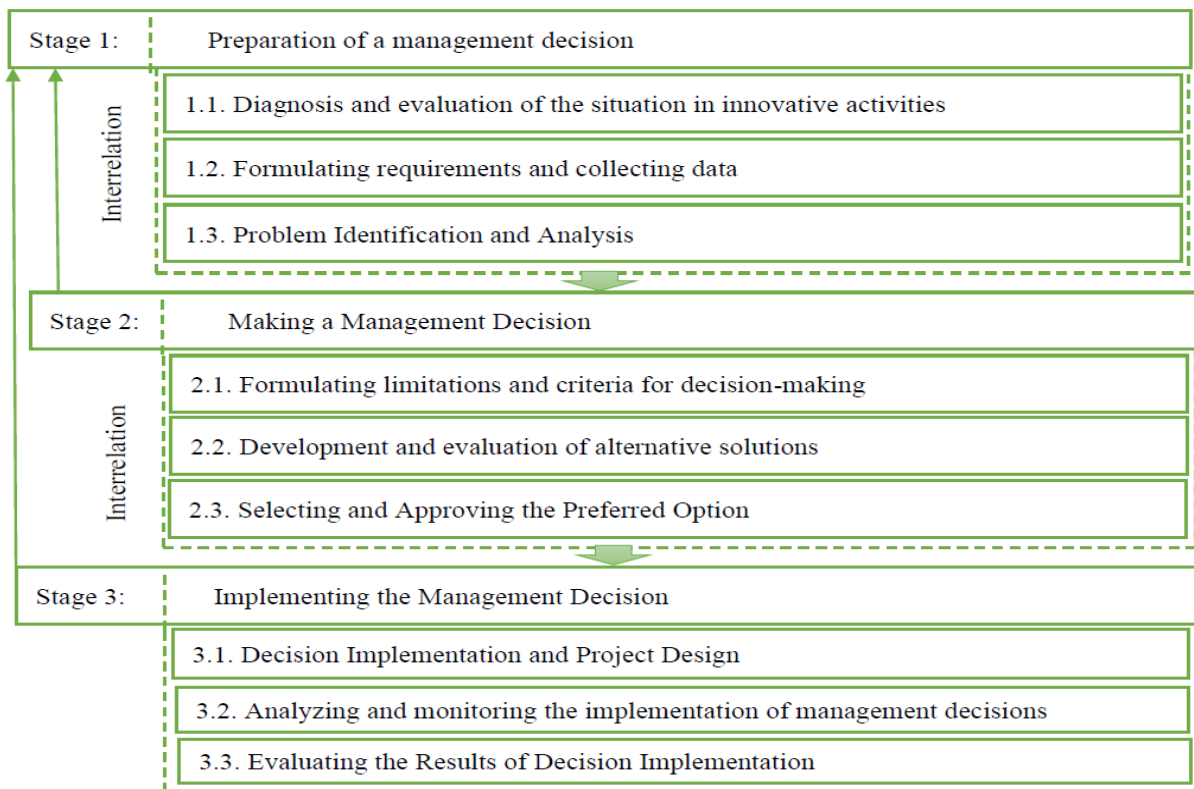 Stage 1: Preparation of a management decision
Interrelation
1.1. Diagnosis and evaluation of the situation in innovative activities
1.2. Formulating requirements and collecting data
1.3. Problem Identification and Analysis
Stage 2: Making a Management Decision
Interrelation
2.1. Formulating limitations and criteria for decision-making
2.2. Development and evaluation of alternative solutions
2.3. Selecting and Approving the Preferred Option
Stage 3: Implementing the Management Decision
3.1. Decision Implementation and Project Design
3.2. Analyzing and monitoring the implementation of management decisions
3.3. Evaluating the Results of Decision Implementation